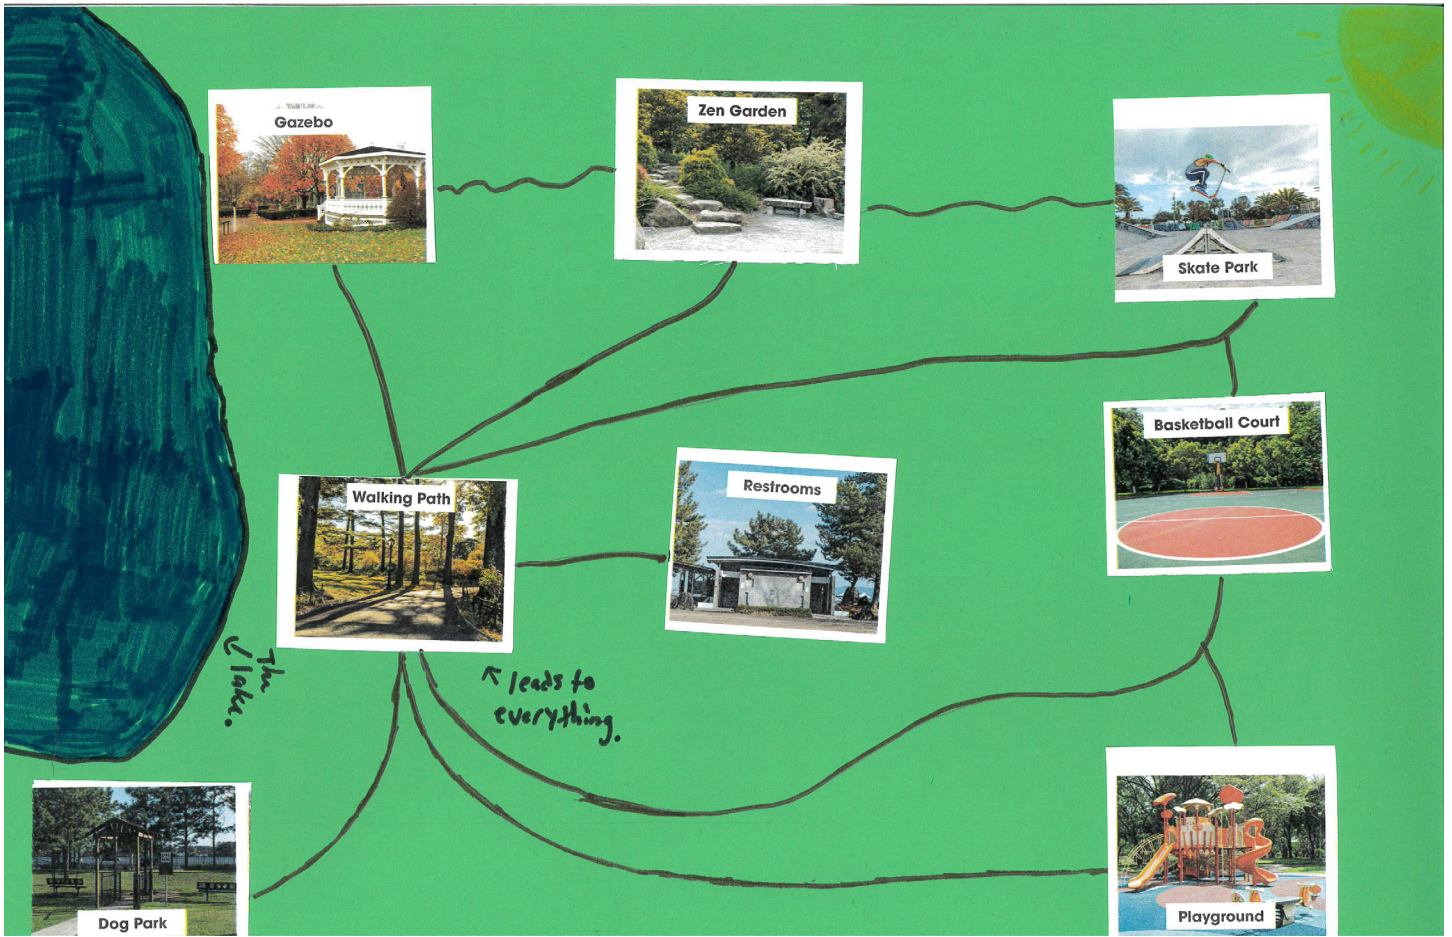 Gazebo
Zen Garden
Skate Park
Basketball Court
Walking Path
Restrooms
The
lake.
leads to
everything.
Dog Park
Playground